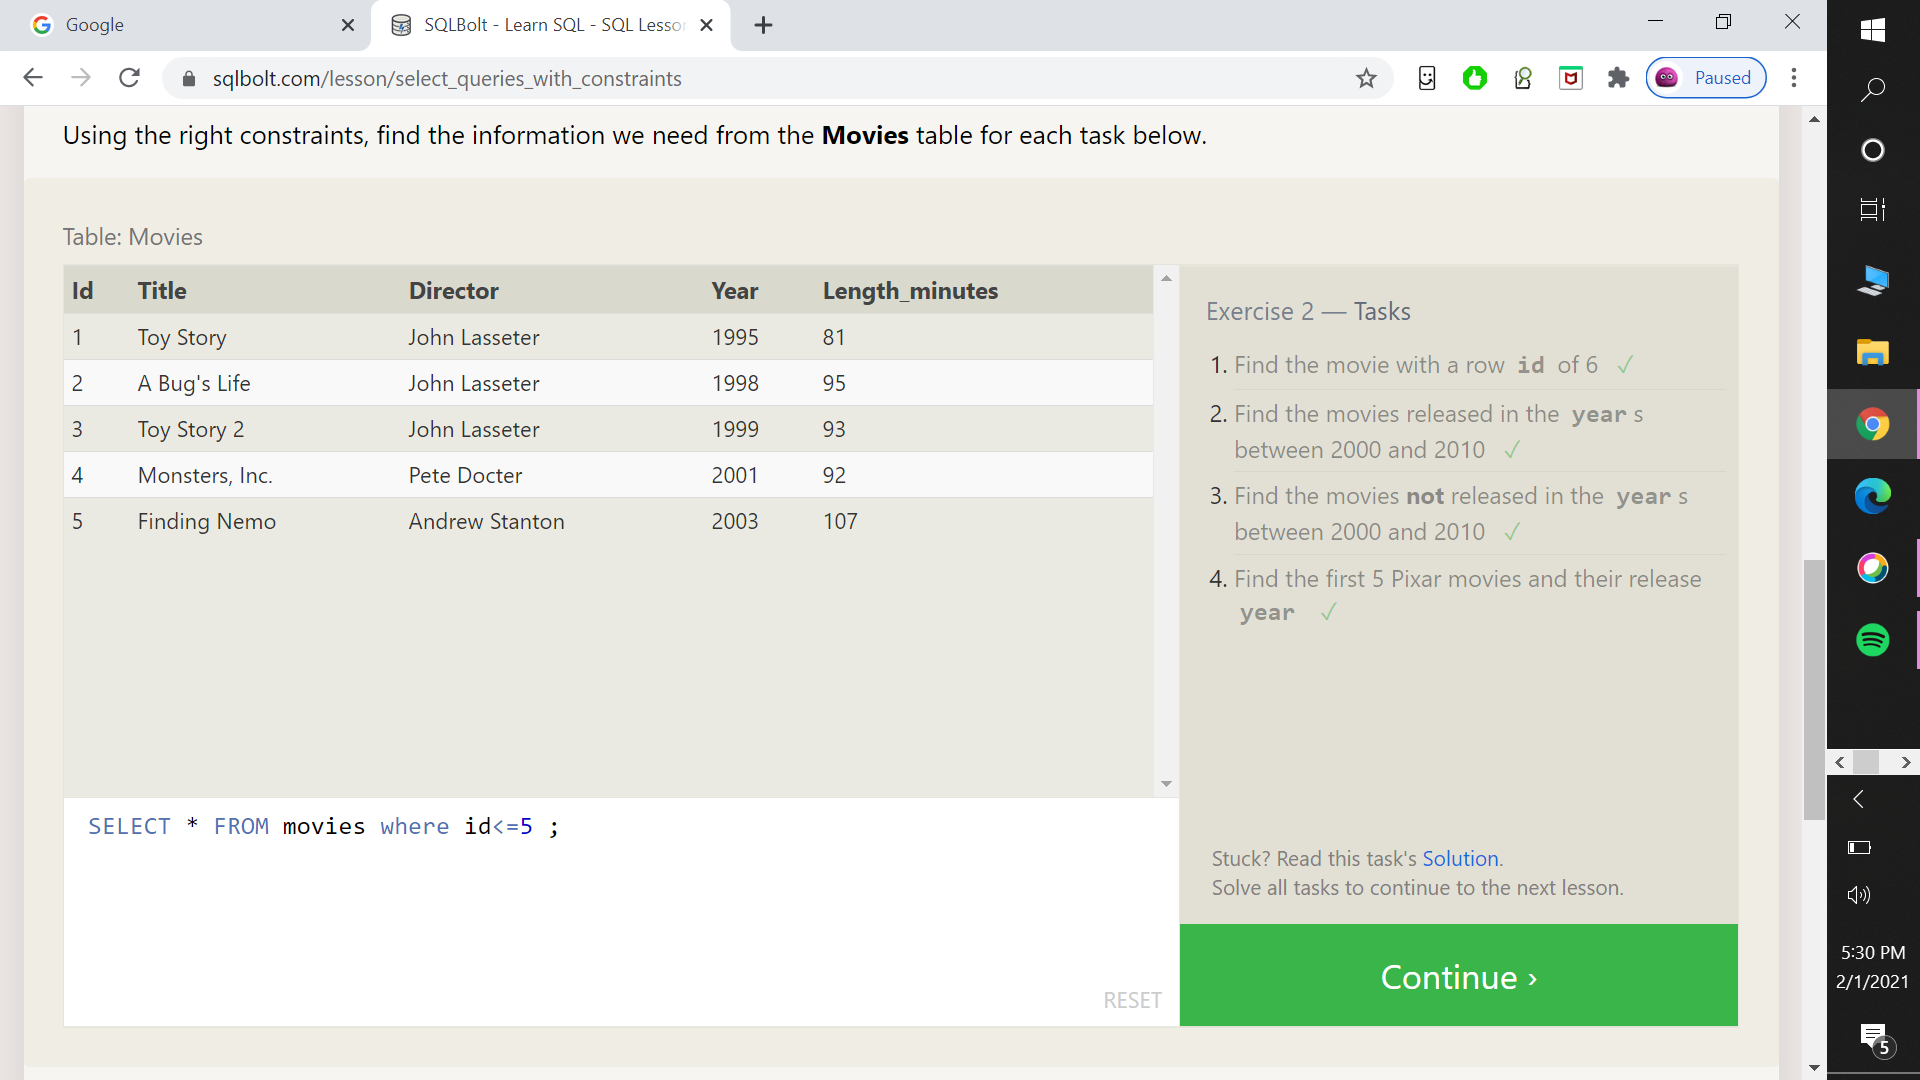 Google
SQLBolt - Learn SQL - SQL Lesso
sqlbolt.com/lesson/select_queries_with_constraints
Paused
Using the right constraints, find the information we need from the Movies table for each task below.
Table: Movies
Id Title Director Year Length_minutes
1 Toy Story John Lasseter 1995 81
2 A Bug's Life John Lasseter 1998 95
3 Toy Story 2 John Lasseter 1999 93
4 Monsters, Inc. Pete Docter 2001 92
5 Finding Nemo Andrew Stanton 2003 107
SELECT * FROM movies where id<=5 ;
RESET
Exercise 2 — Tasks
1. Find the movie with a row id of 6 ✓
2. Find the movies released in the year s
between 2000 and 2010 ✓
3. Find the movies not released in the year s
between 2000 and 2010 ✓
4. Find the first 5 Pixar movies and their release
year ✓
Stuck? Read this task's Solution.
Solve all tasks to continue to the next lesson.
Continue ›
5:30 PM
2/1/2021
5